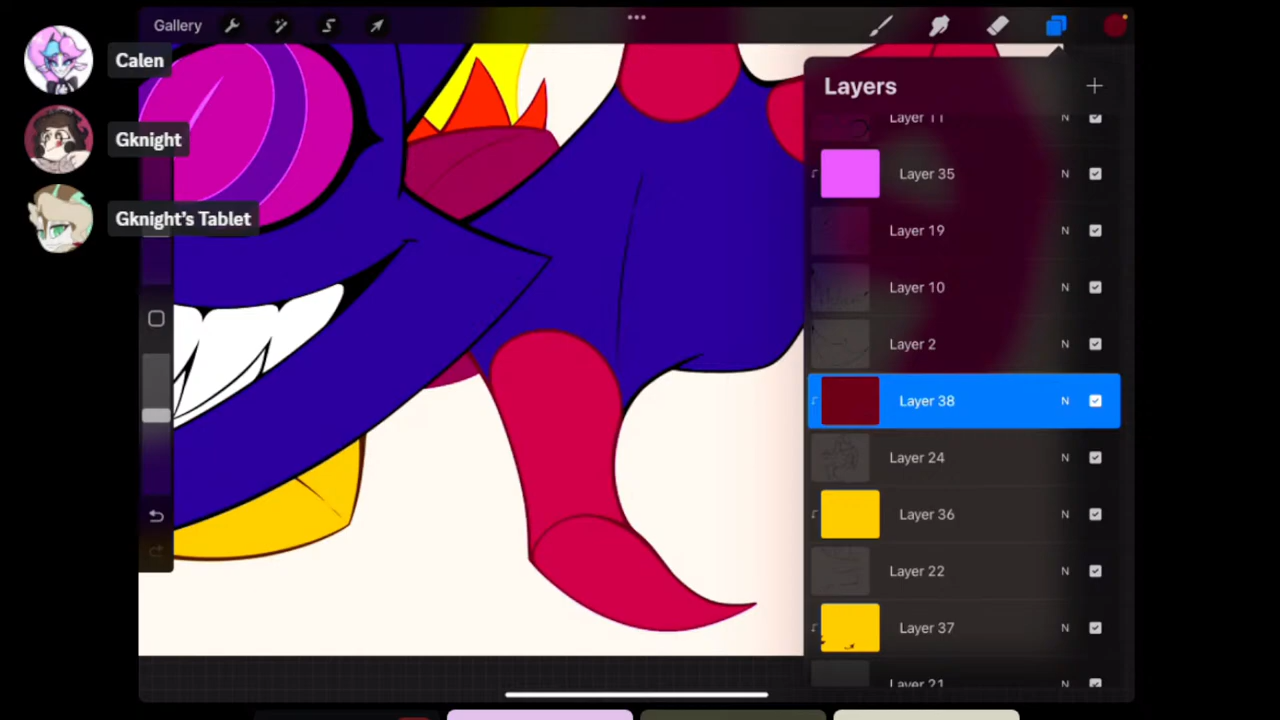 Gallery
Calen
Gknight
Gknight's Tablet
Layers
Layer 11 N
Layer 35 N
Layer 19 N
Layer 10 N
Layer 2 N
Layer 38 N
Layer 24 N
Layer 36 N
Layer 22 N
Layer 37 N
Layer 21 N